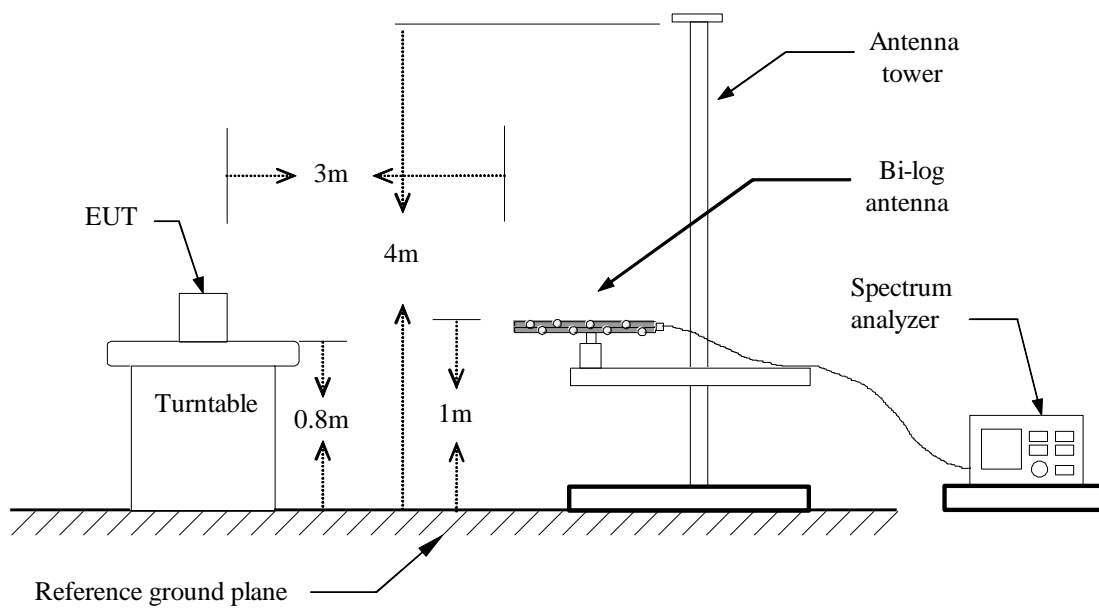 Antenna
tower
3m
Bi-log
antenna
EUT
4m
Spectrum
analyzer
Turntable
0.8m
1m
Reference ground plane